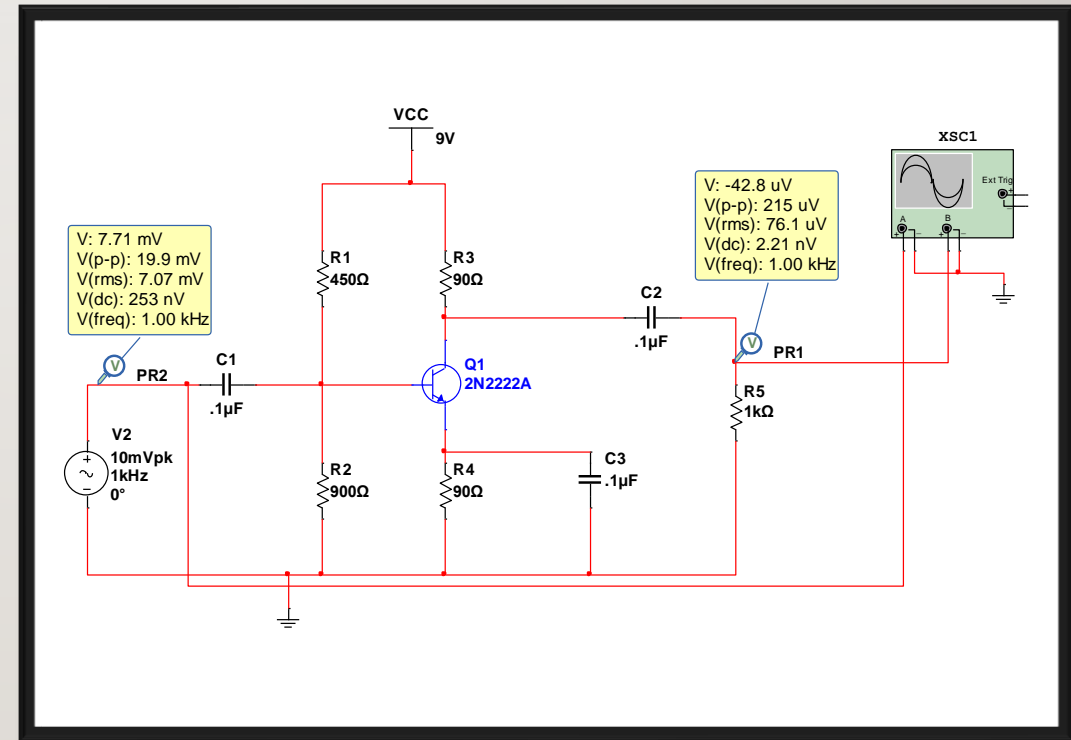 VCC
9V
XSC1
Ext Trig
+
_
A
B
+
_
+
_
V: -42.8 uV
V(p-p): 215 uV
V(rms): 76.1 uV
V(dc): 2.21 nV
V(freq): 1.00 kHz
V: 7.71 mV
V(p-p): 19.9 mV
V(rms): 7.07 mV
V(dc): 253 nV
V(freq): 1.00 kHz
R1
450Ω
R3
90Ω
C2
.1µF
V
PR1
V
PR2
C1
.1µF
Q1
2N2222A
R5
1kΩ
V2
10mVpk
1kHz
0°
R2
900Ω
R4
90Ω
C3
.1µF